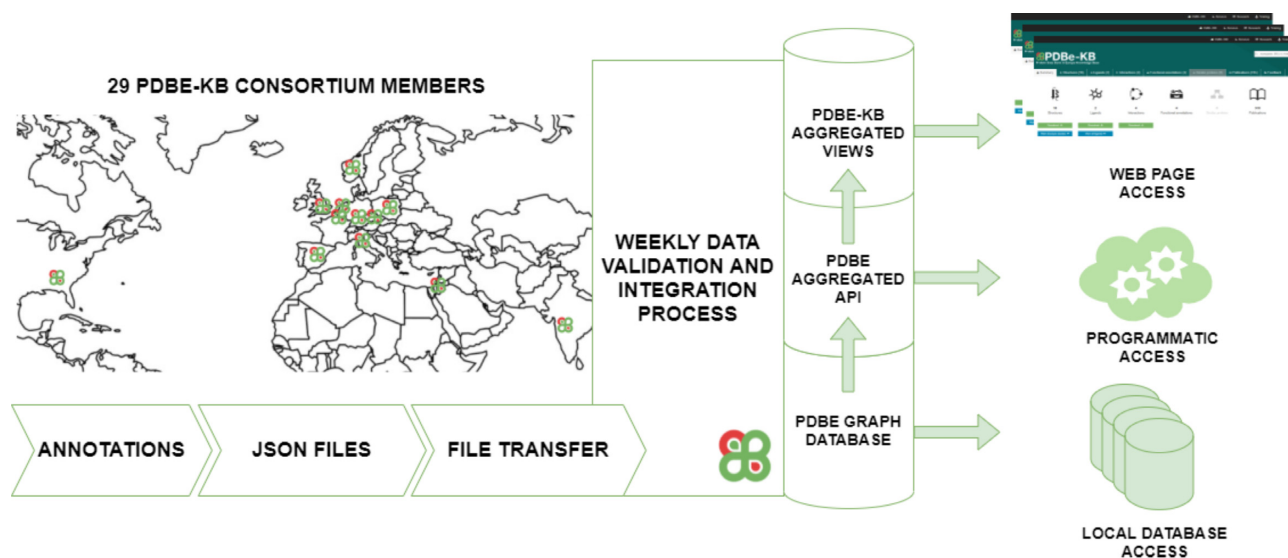 29 PDBE-KB CONSORTIUM MEMBERS
ANNOTATIONS
JSON FILES
FILE TRANSFER
WEEKLY DATA
VALIDATION AND
INTEGRATION
PROCESS
PDBE-KB
AGGREGATED
VIEWS
PDBE
AGGREGATED
API
PDBE GRAPH
DATABASE
PDBe-KB
WEB PAGE
ACCESS
PROGRAMMATIC
ACCESS
LOCAL DATABASE
ACCESS